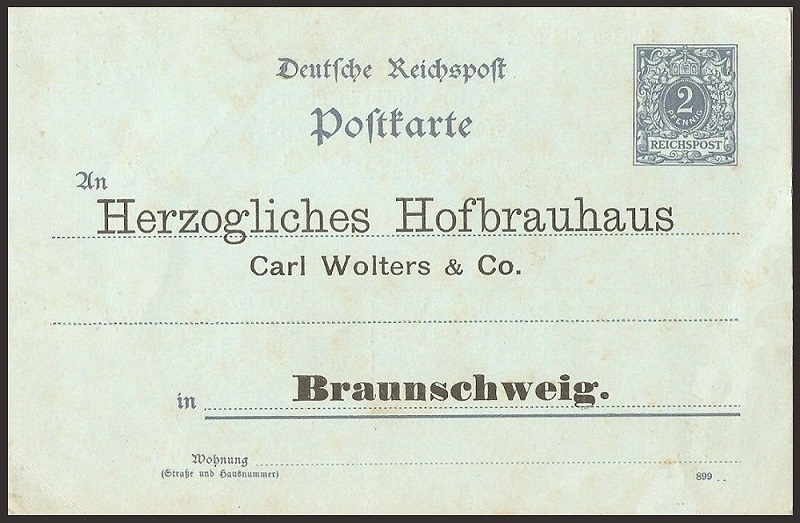 Deutsche Reichspost
Postkarte
2
PFENNIG
REICHSPOST
An
Herzogliches Hofbrauhaus
Carl Wolters & Co.
in Braunschweig.
Wohnung
(Straße und Hausnummer)
899